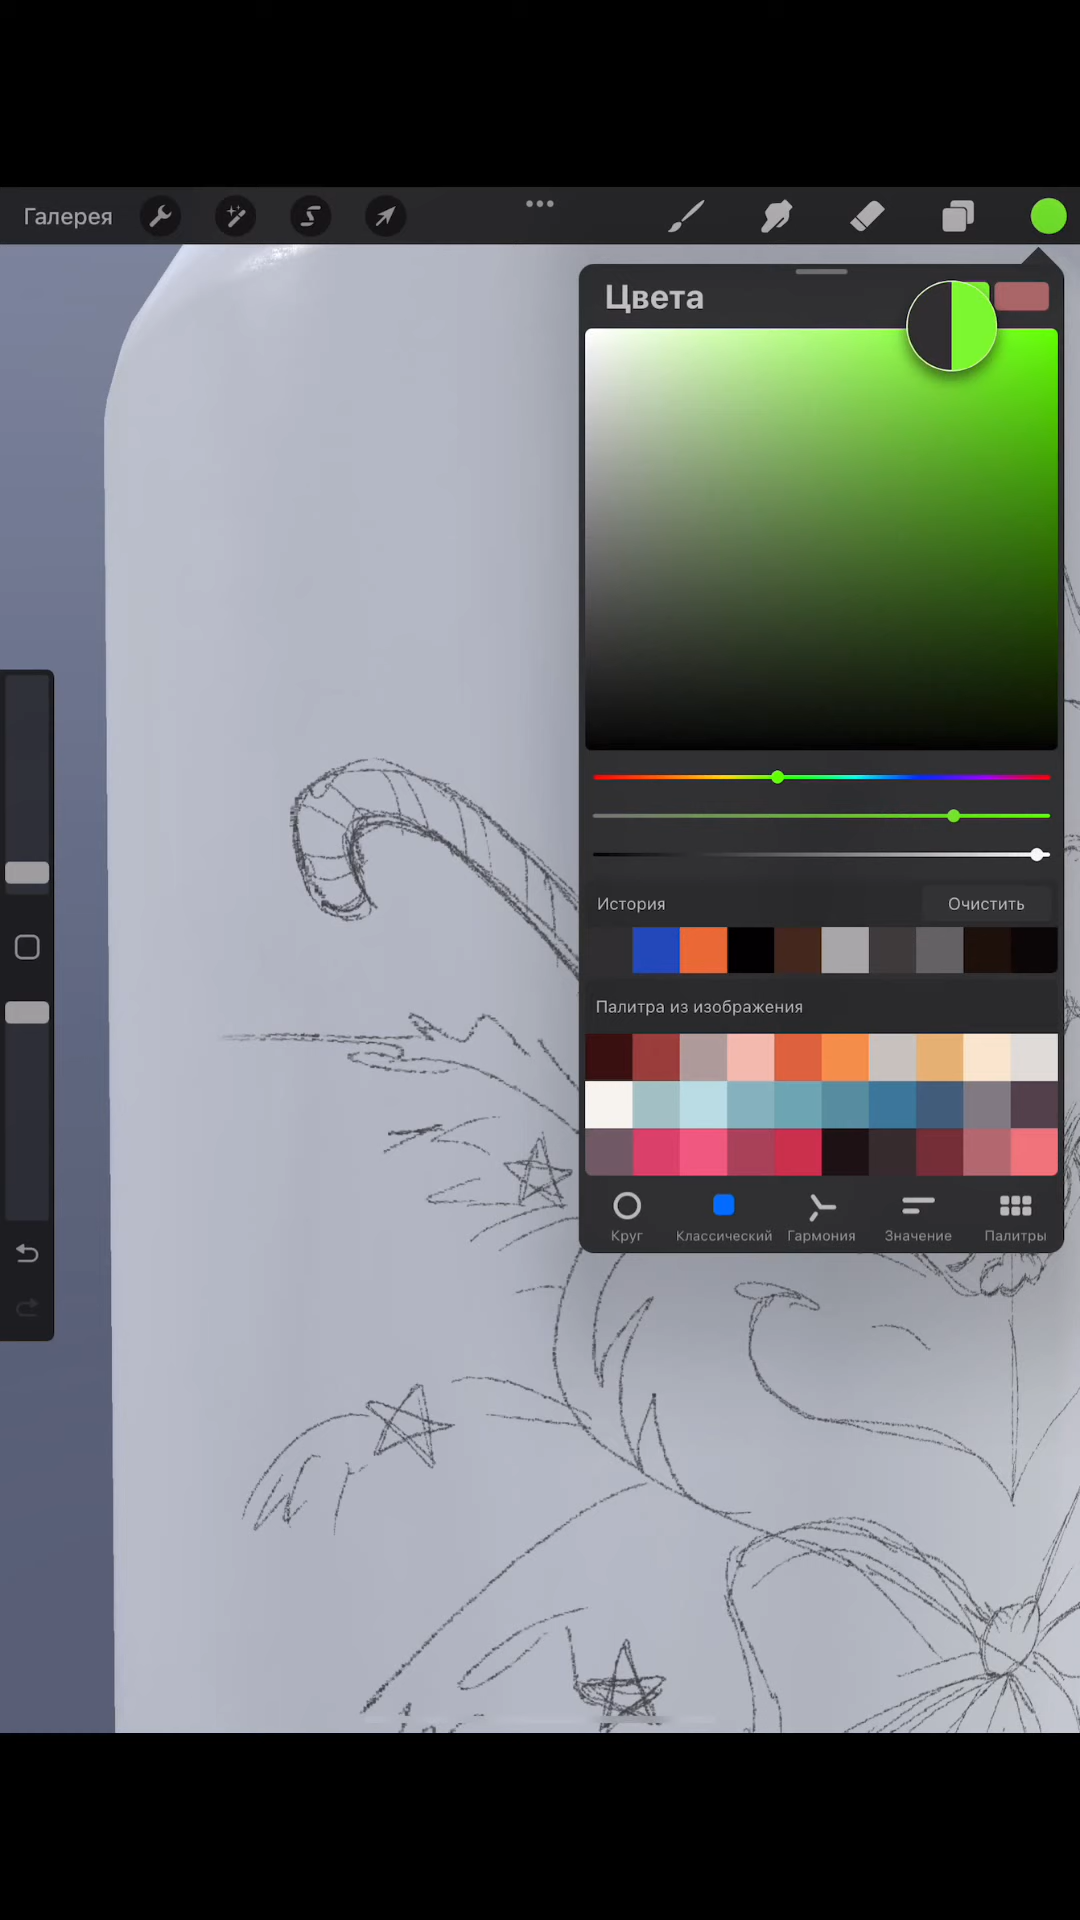 Галерея
Цвета
История
Очистить
Палитра из изображения
Круг
Классический
Гармония
Значение
Палитры